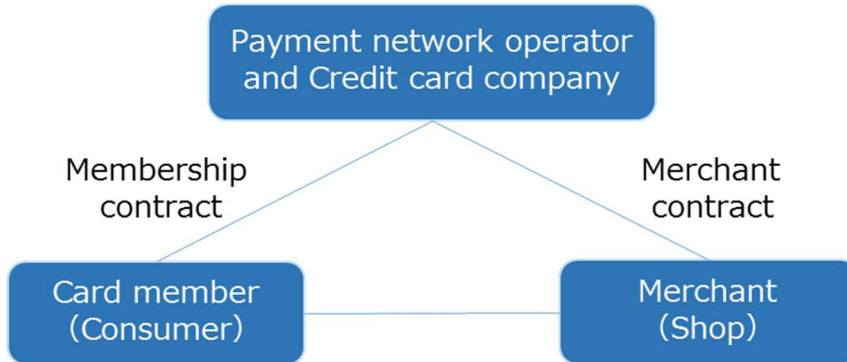 Payment network operator
and Credit card company
Membership
contract
Merchant
contract
Card member
（Consumer）
Merchant
（Shop）